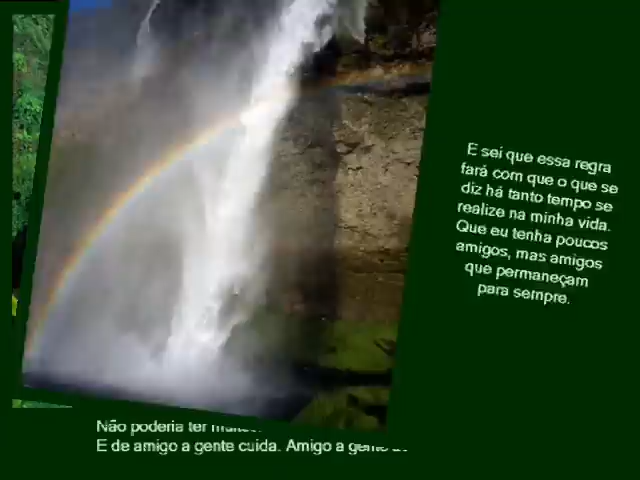 E sei que essa regra
fará com que o que se
diz há tanto tempo se
realize na minha vida.
Que eu tenha poucos
amigos, mas amigos
que permaneçam
para sempre.
Não poderia ter
E de amigo a gente cuida. Amigo a gente